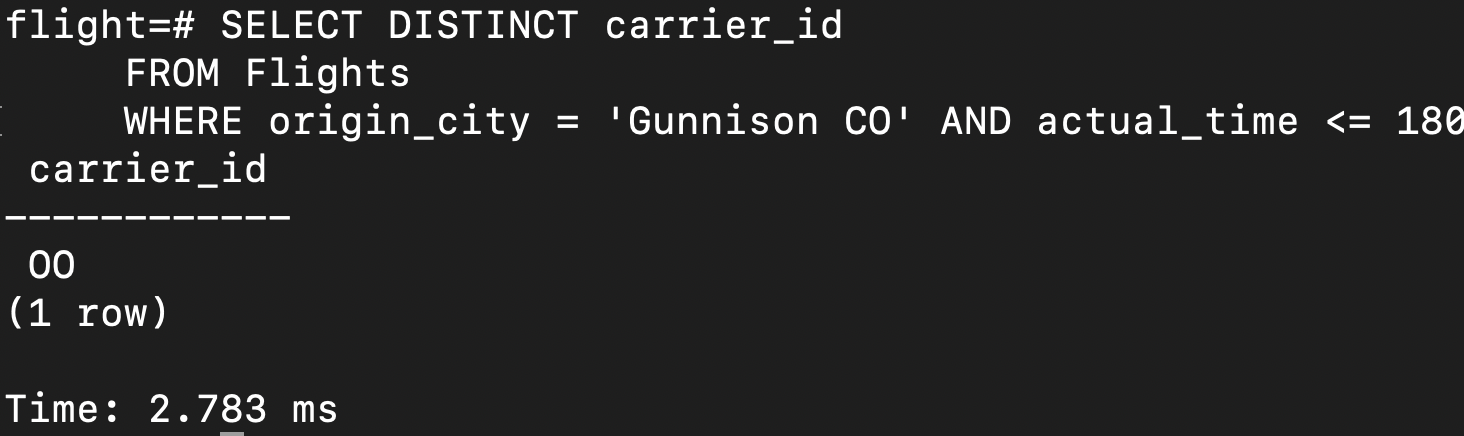 flight=# SELECT DISTINCT carrier_id
FROM Flights
WHERE origin_city = 'Gunnison CO' AND actual_time <= 180
carrier_id
------------
OO
(1 row)
Time: 2.783 ms